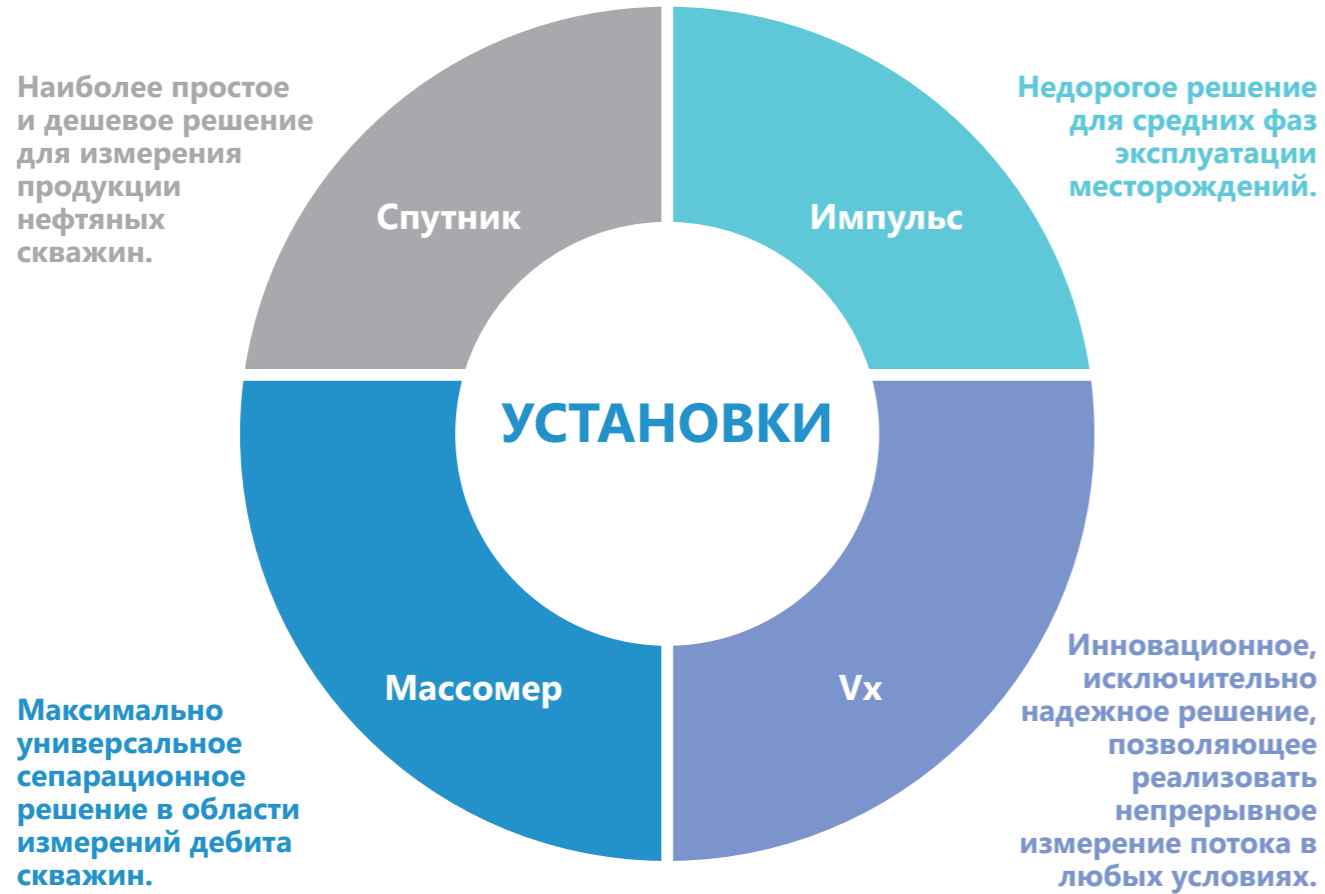 Наиболее простое
и дешевое решение
для измерения
продукции
нефтяных
скважин.
Спутник
Импульс
Недорогое решение
для средних фаз
эксплуатации
месторождений.
УСТАНОВКИ
Максимально
универсальное
сепарационное
решение в области
измерений дебита
скважин.
Массомер
Vx
Инновационное,
исключительно
надежное решение,
позволяющее
реализовать
непрерывное
измерение потока в
любых условиях.